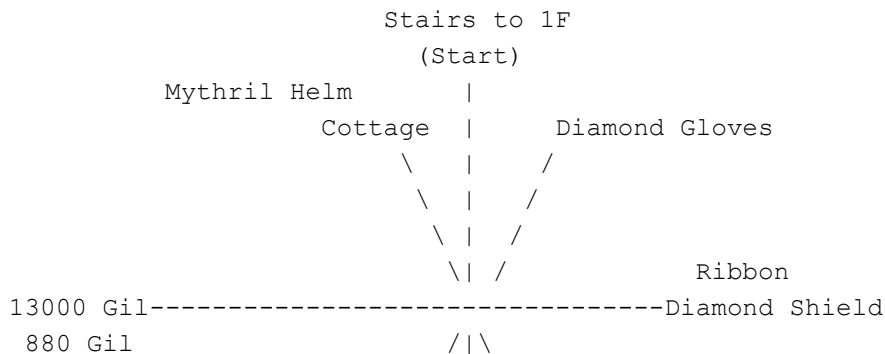 Stairs to 1F
(Start)
Mythril Helm |
Cottage | Diamond Gloves
\ | /
\ | /
\ | /
\| / Ribbon
13000 Gil---------------------------------Diamond Shield
880 Gil /|\